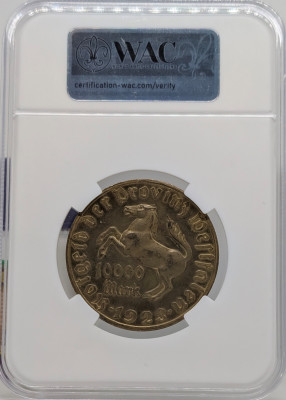 WAC
certification-wac.com/verify
Notgeld der Provinz Westfalen
10000
Mark
1923